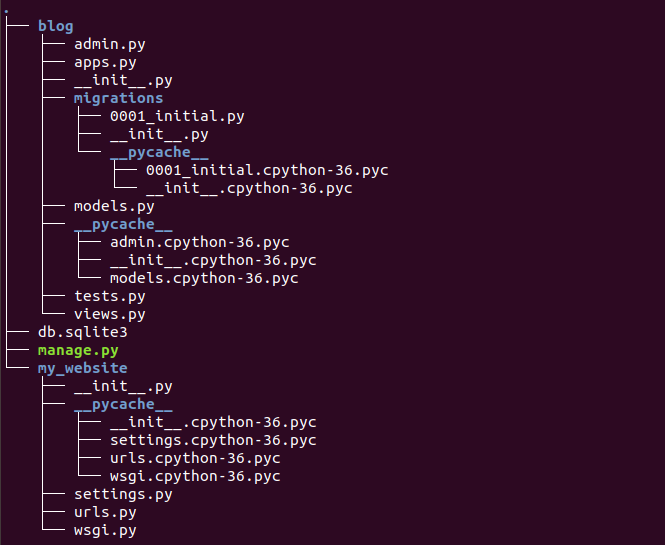 .
├── blog
│   ├── admin.py
│   ├── apps.py
│   ├── __init__.py
│   ├── migrations
│   │   ├── 0001_initial.py
│   │   ├── __init__.py
│   │   └── __pycache__
│   │       ├── 0001_initial.cpython-36.pyc
│   │       └── __init__.cpython-36.pyc
│   ├── models.py
│   ├── __pycache__
│   │   ├── admin.cpython-36.pyc
│   │   ├── __init__.cpython-36.pyc
│   │   └── models.cpython-36.pyc
│   ├── tests.py
│   └── views.py
├── db.sqlite3
├── manage.py
└── my_website
    ├── __init__.py
    ├── __pycache__
    │   ├── __init__.cpython-36.pyc
    │   ├── settings.cpython-36.pyc
    │   ├── urls.cpython-36.pyc
    │   └── wsgi.cpython-36.pyc
    ├── settings.py
    ├── urls.py
    └── wsgi.py